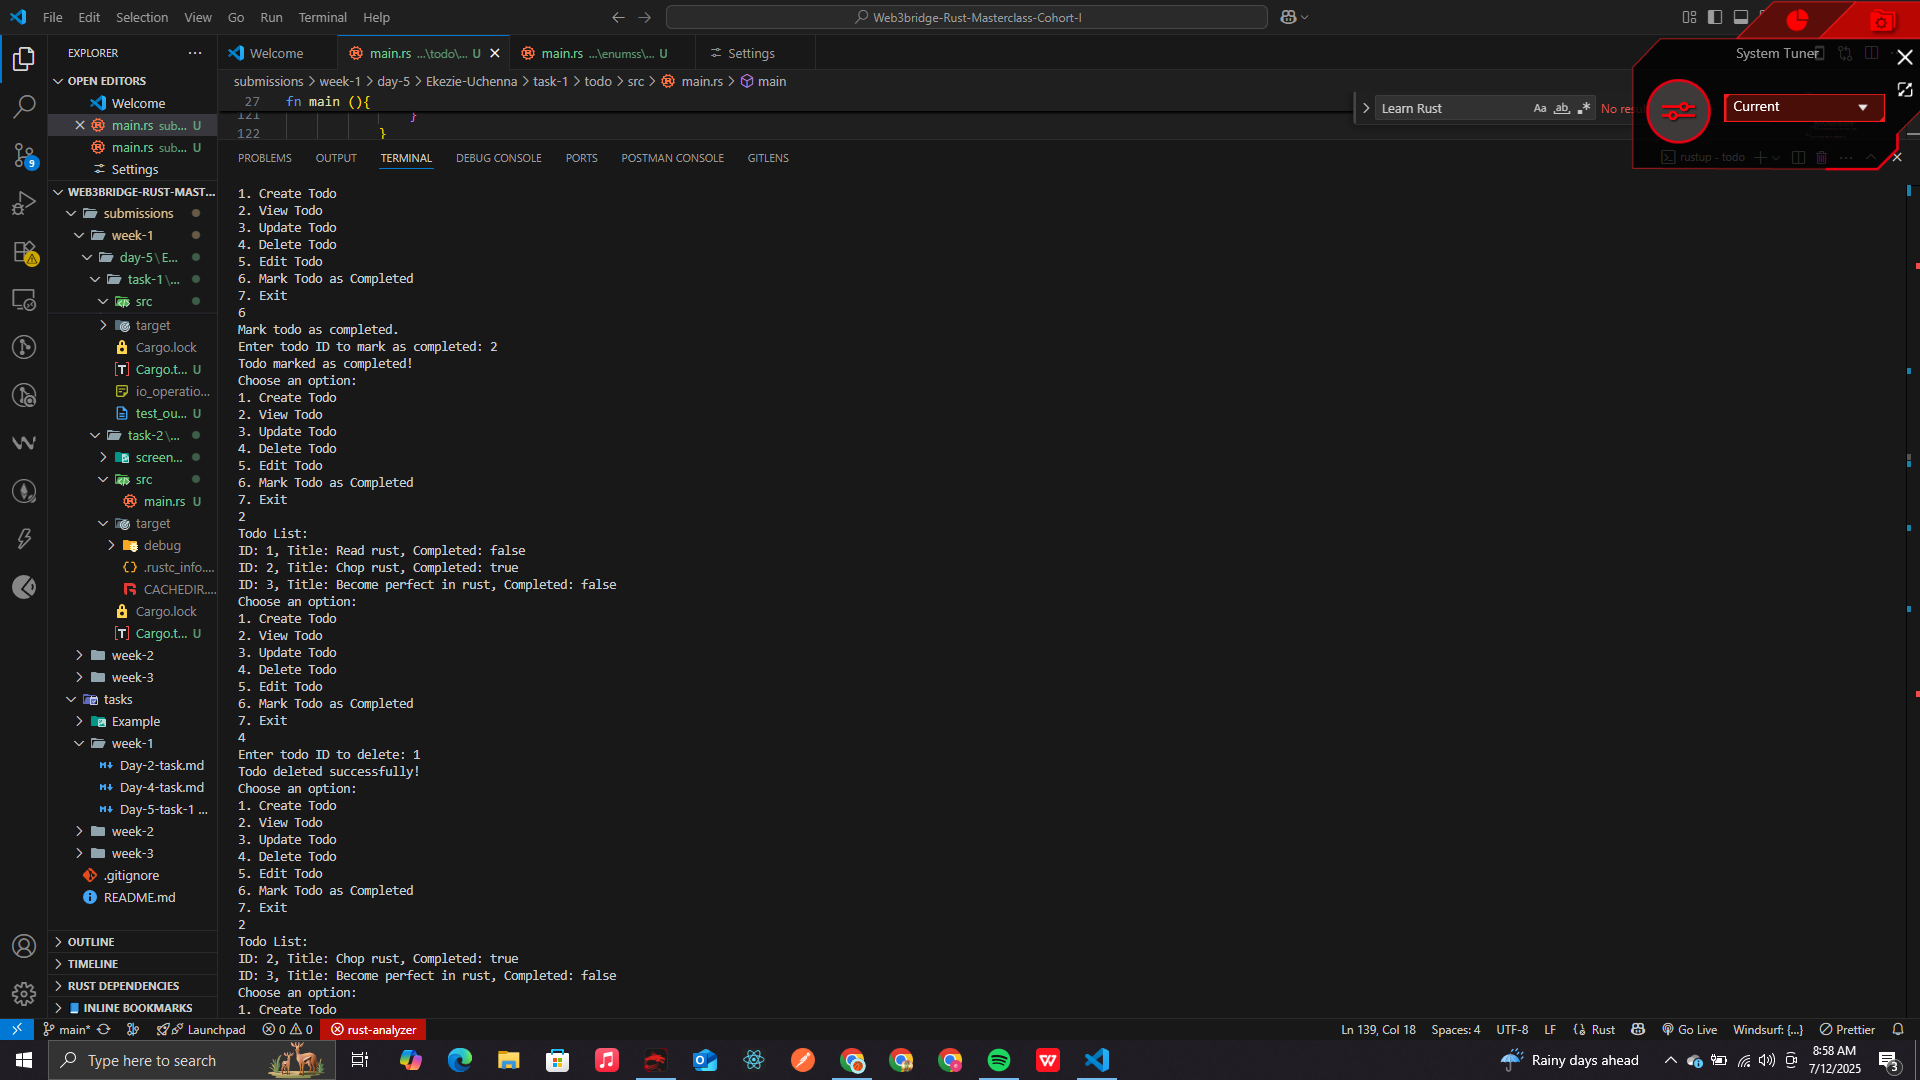 File Edit Selection View Go Run Terminal Help
Web3bridge-Rust-Masterclass-Cohort-I
System Tuner
Current
EXPLORER
OPEN EDITORS
Welcome
main.rs sub... U
main.rs sub... U
Settings
WEB3BRIDGE-RUST-MAST...
submissions
week-1
day-5\E...
task-1\...
src
target
Cargo.lock
Cargo.t... U
io_operatio...
test_ou... U
task-2\...
screen...
src
main.rs U
target
debug
.rustc_info....
CACHEDIR....
Cargo.lock
Cargo.t... U
week-2
week-3
tasks
Example
week-1
Day-2-task.md
Day-4-task.md
Day-5-task-1 ...
week-2
week-3
.gitignore
README.md
OUTLINE
TIMELINE
RUST DEPENDENCIES
INLINE BOOKMARKS
9
Welcome
main.rs ...\todo\... U
main.rs ...\enumss\... U
Settings
submissions > week-1 > day-5 > Ekezie-Uchenna > task-1 > todo > src > main.rs > main
27 fn main (){
121 }
122 }
Learn Rust
Aa ab .*
PROBLEMS OUTPUT TERMINAL DEBUG CONSOLE PORTS POSTMAN CONSOLE GITLENS
rustup - todo
1. Create Todo
2. View Todo
3. Update Todo
4. Delete Todo
5. Edit Todo
6. Mark Todo as Completed
7. Exit
6
Mark todo as completed.
Enter todo ID to mark as completed: 2
Todo marked as completed!
Choose an option:
1. Create Todo
2. View Todo
3. Update Todo
4. Delete Todo
5. Edit Todo
6. Mark Todo as Completed
7. Exit
2
Todo List:
ID: 1, Title: Read rust, Completed: false
ID: 2, Title: Chop rust, Completed: true
ID: 3, Title: Become perfect in rust, Completed: false
Choose an option:
1. Create Todo
2. View Todo
3. Update Todo
4. Delete Todo
5. Edit Todo
6. Mark Todo as Completed
7. Exit
4
Enter todo ID to delete: 1
Todo deleted successfully!
Choose an option:
1. Create Todo
2. View Todo
3. Update Todo
4. Delete Todo
5. Edit Todo
6. Mark Todo as Completed
7. Exit
2
Todo List:
ID: 2, Title: Chop rust, Completed: true
ID: 3, Title: Become perfect in rust, Completed: false
Choose an option:
1. Create Todo
main* Launchpad 0 0 rust-analyzer
Ln 139, Col 18 Spaces: 4 UTF-8 LF Rust Go Live Windsurf: {...} Prettier
Type here to search
Rainy days ahead
8:58 AM
7/12/2025
3